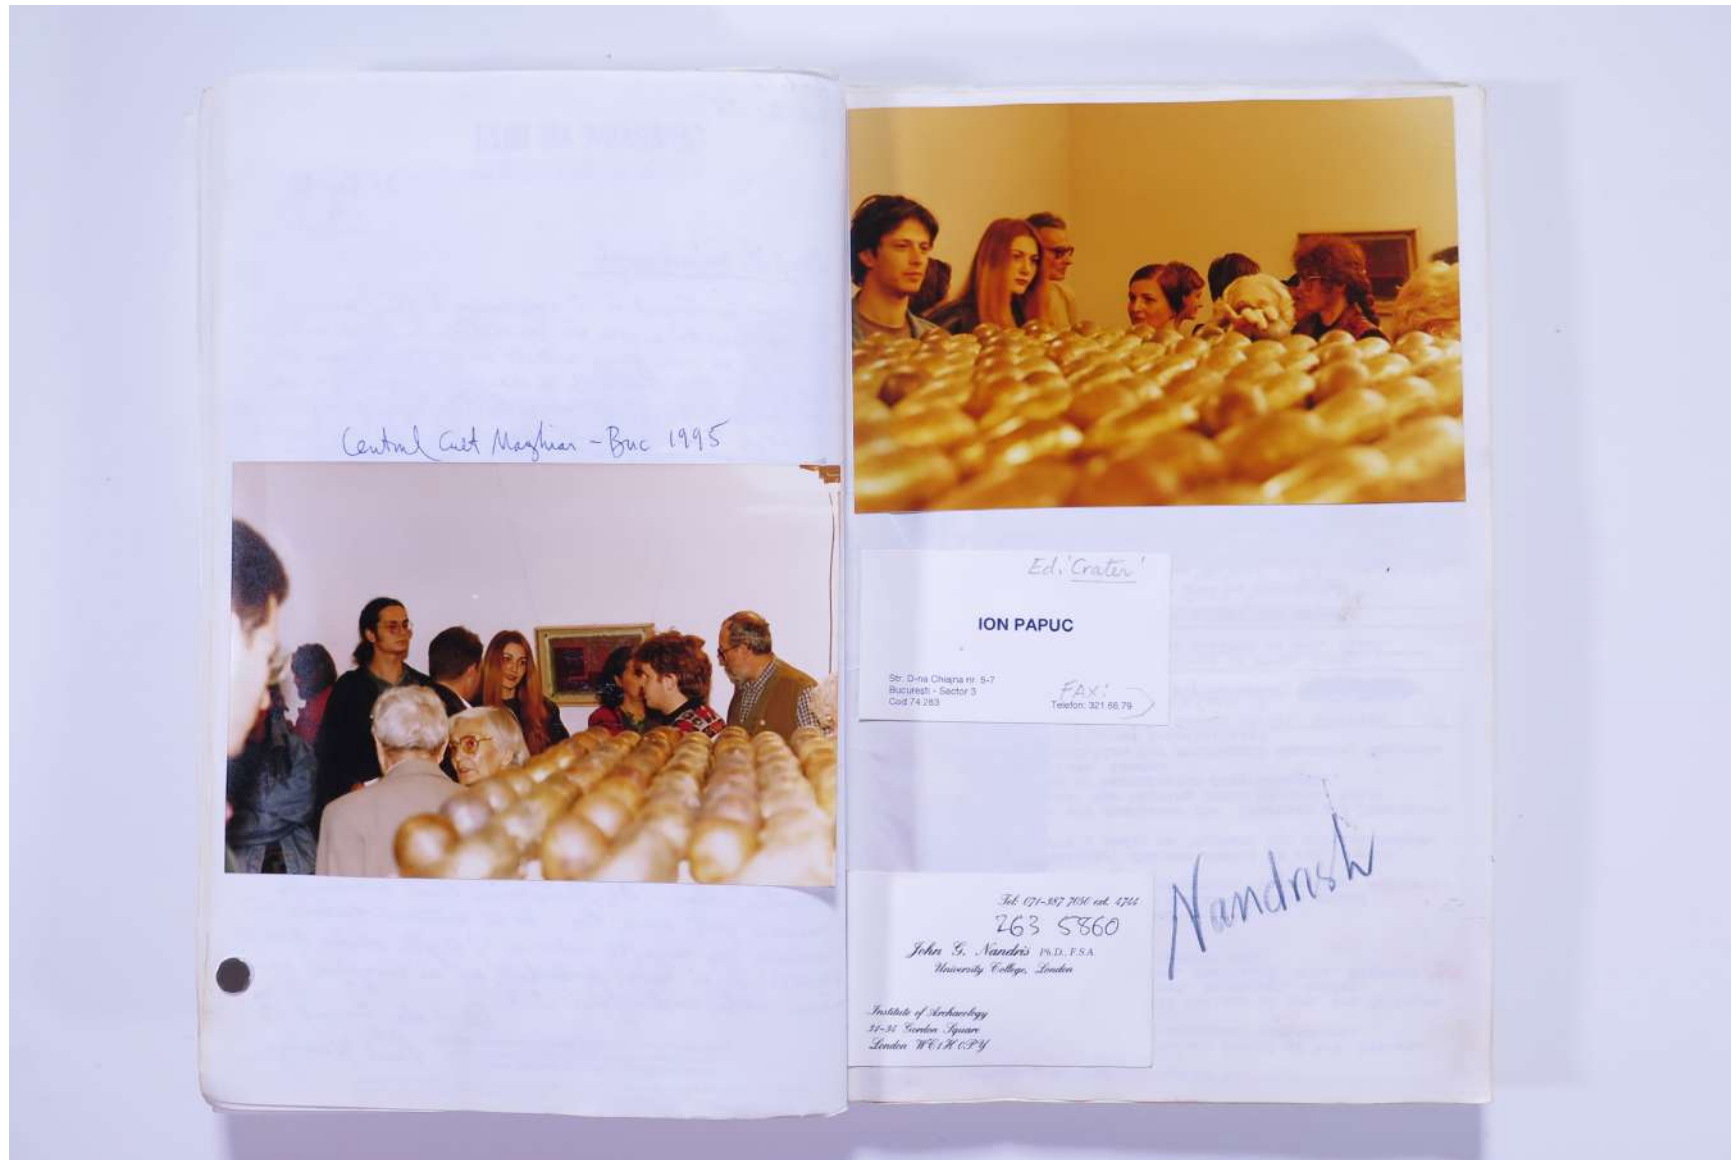 Central Cult Maghiar - Buc 1995
Ed. 'Crater'
ION PAPUC
Str. D-na Chiajna nr. 5-7
București - Sector 3
Cod 74.283
FAX:
Telefon: 321.66.79
Tel: 071-387 7050 ext. 4744
263 5860
John G. Nandris Ph.D., F.S.A.
University College, London
Institute of Archaeology
31-34 Gordon Square
London WC1H 0PY
Nandrish